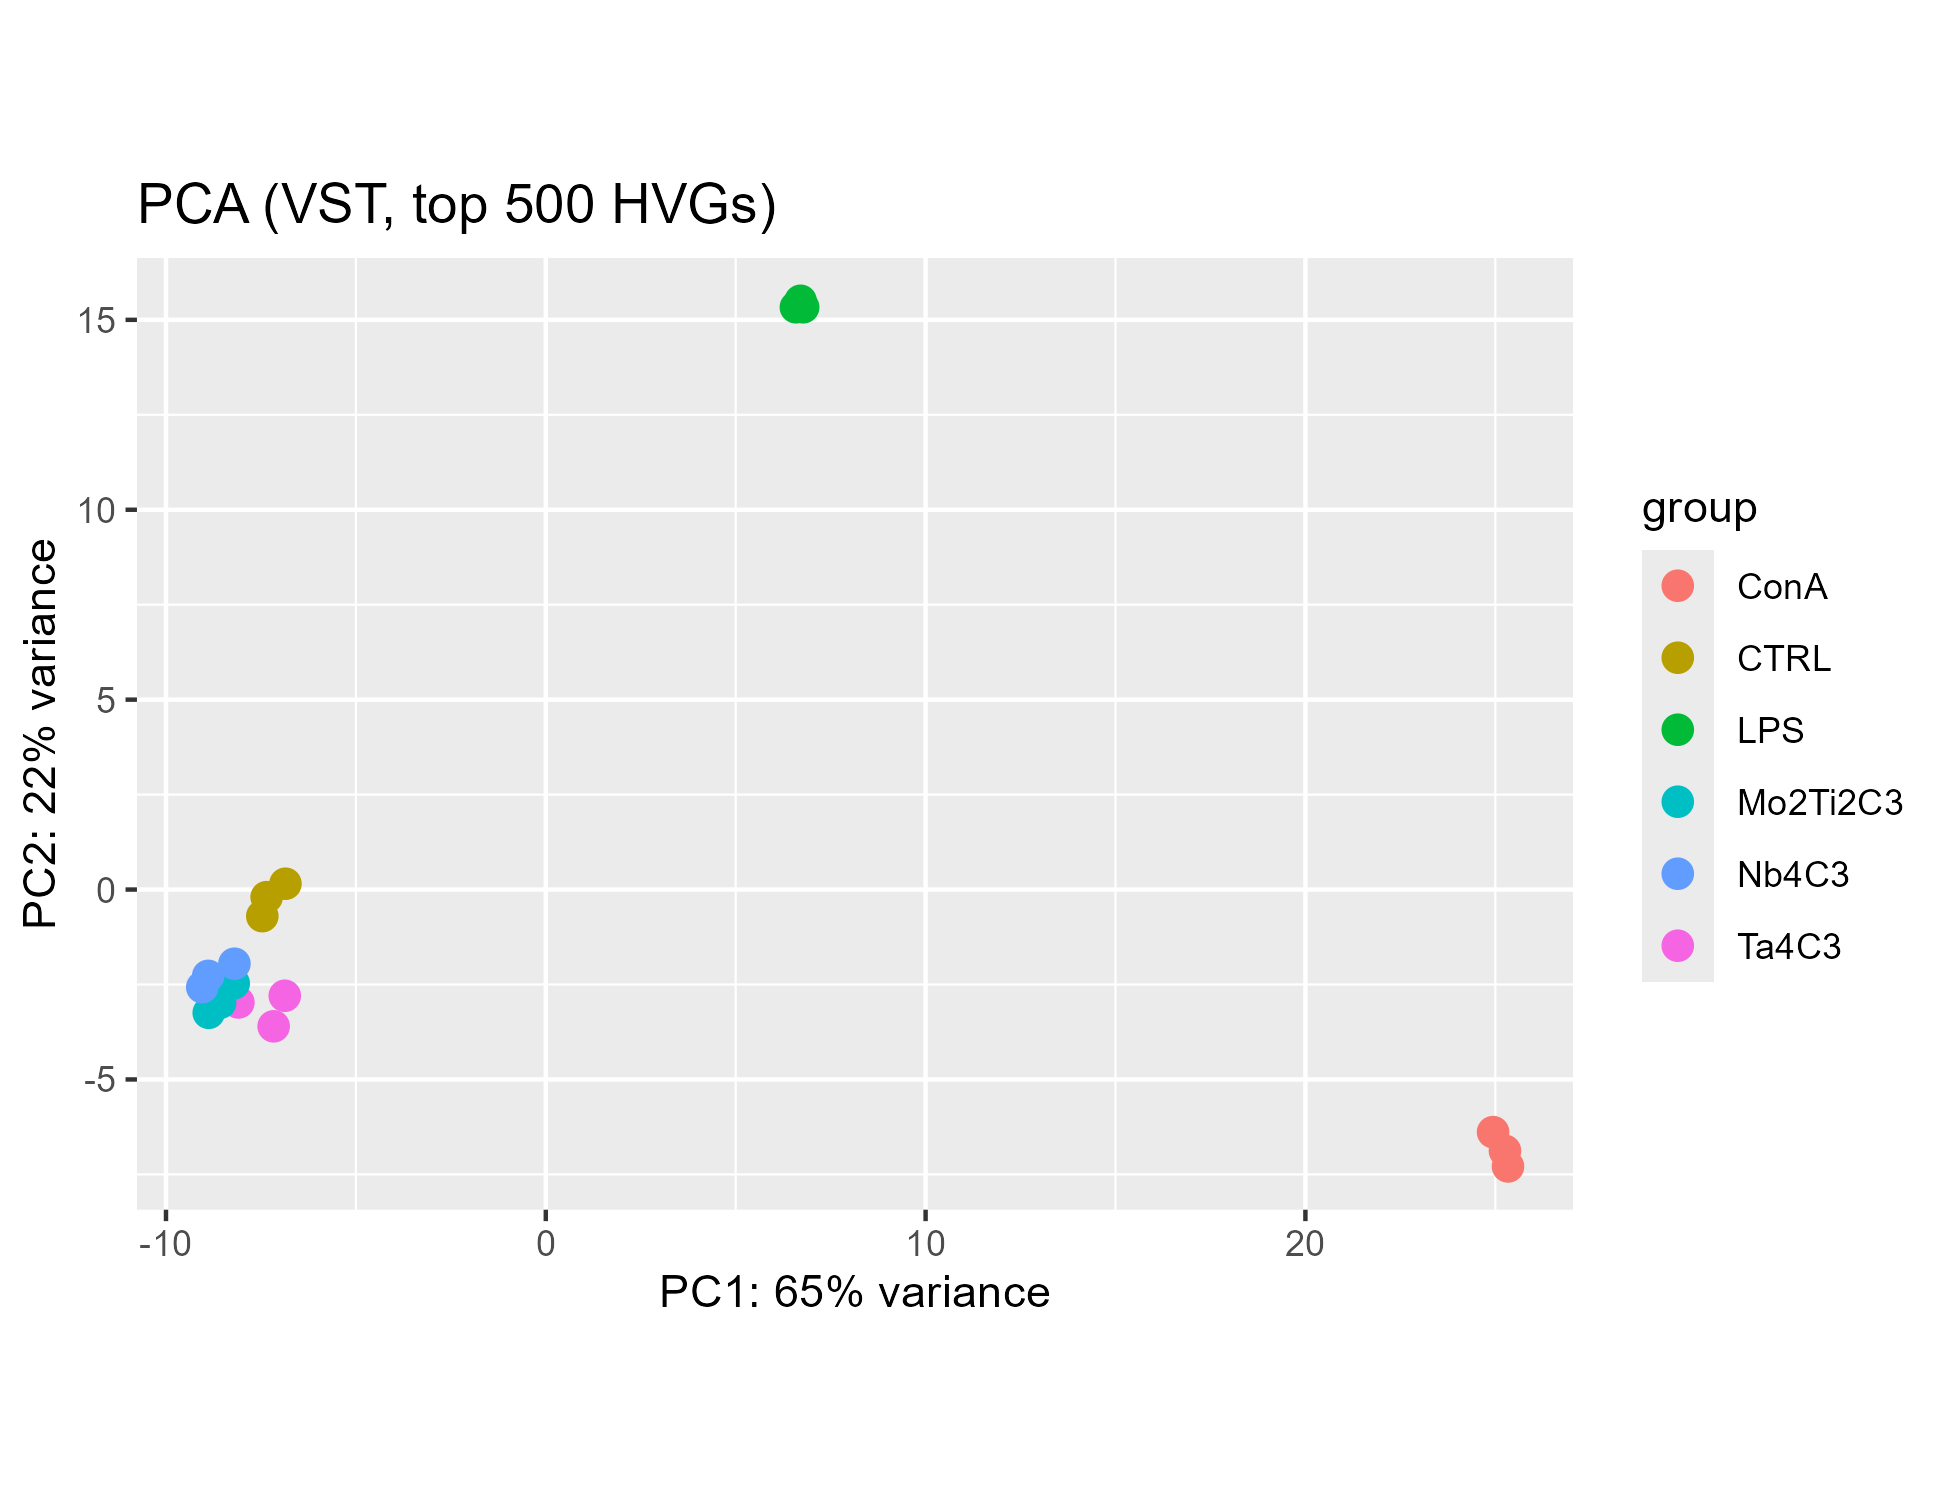 PCA (VST, top 500 HVGs)
PC2: 22% variance
15
10
5
0
-5
-10
0
10
20
PC1: 65% variance
group
ConA
CTRL
LPS
Mo2Ti2C3
Nb4C3
Ta4C3